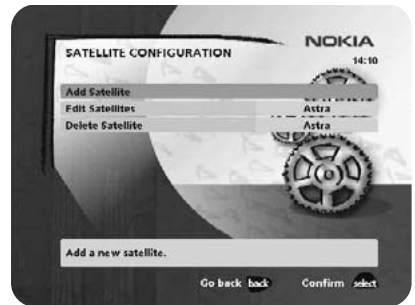 NOKIA
SATELLITE CONFIGURATION
14:10
Add Satellite
Edit Satellites Astra
Delete Satellite Astra
Add a new satellite.
Go back back Confirm select